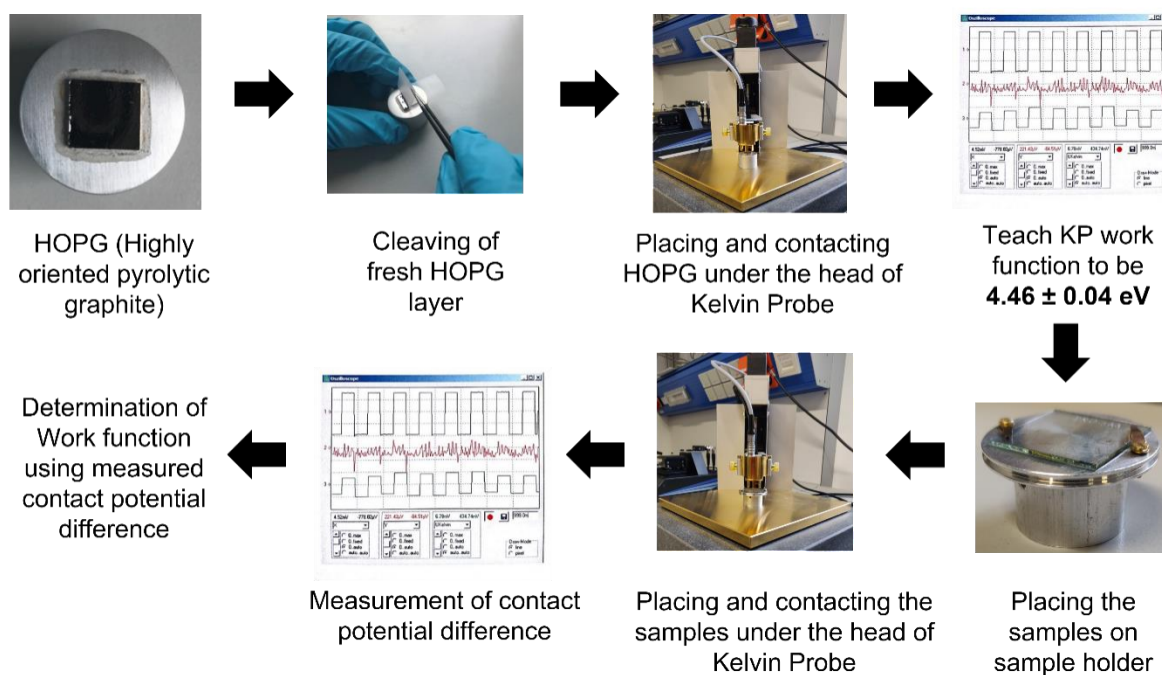 HOPG (Highly
oriented pyrolytic
graphite)
Cleaving of
fresh HOPG
layer
Placing and contacting
HOPG under the head of
Kelvin Probe
Teach KP work
function to be
4.46 ± 0.04 eV
Determination of
Work function
using measured
contact potential
difference
Measurement of contact
potential difference
Placing and contacting the
samples under the head of
Kelvin Probe
Placing the
samples on
sample holder